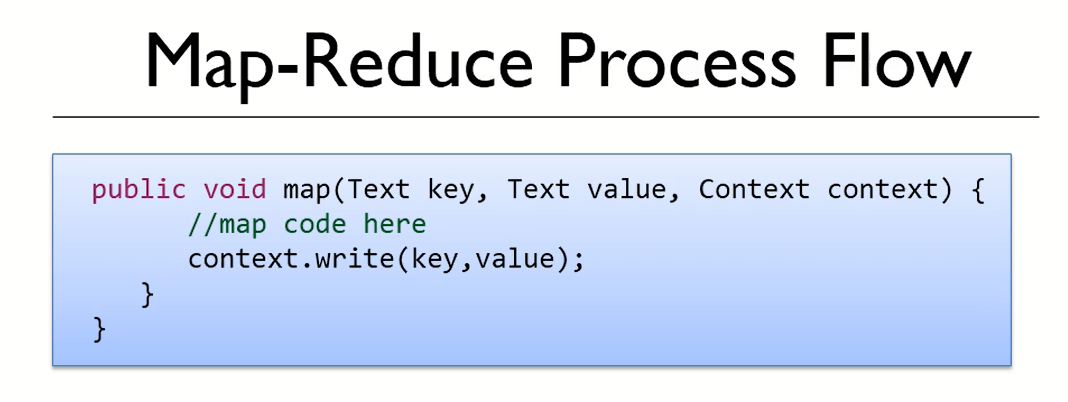 Map-Reduce Process Flow
public void map(Text key, Text value, Context context) {
//map code here
context.write(key,value);
}
}